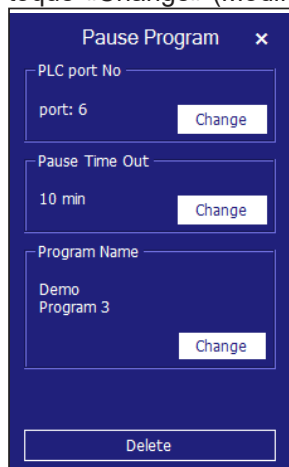 toque «Change» (Modifi
Pause Program ×
PLC port No
port: 6
Change
Pause Time Out
10 min
Change
Program Name
Demo
Program 3
Change
Delete